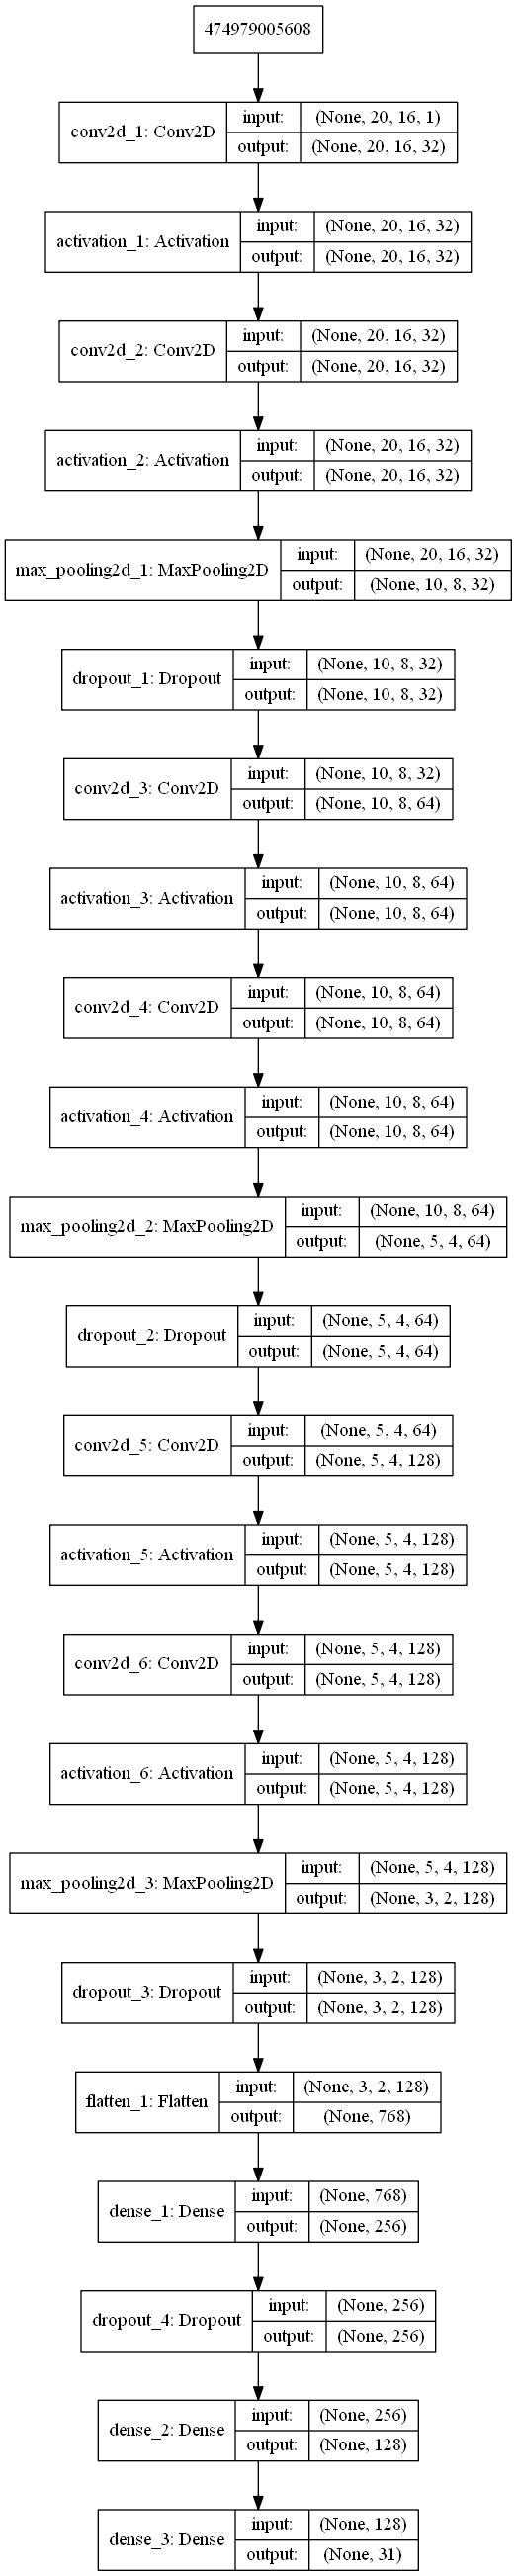 474979005608
conv2d_1: Conv2D
input:
(None, 20, 16, 1)
output:
(None, 20, 16, 32)
activation_1: Activation
input:
(None, 20, 16, 32)
output:
(None, 20, 16, 32)
conv2d_2: Conv2D
input:
(None, 20, 16, 32)
output:
(None, 20, 16, 32)
activation_2: Activation
input:
(None, 20, 16, 32)
output:
(None, 20, 16, 32)
max_pooling2d_1: MaxPooling2D
input:
(None, 20, 16, 32)
output:
(None, 10, 8, 32)
dropout_1: Dropout
input:
(None, 10, 8, 32)
output:
(None, 10, 8, 32)
conv2d_3: Conv2D
input:
(None, 10, 8, 32)
output:
(None, 10, 8, 64)
activation_3: Activation
input:
(None, 10, 8, 64)
output:
(None, 10, 8, 64)
conv2d_4: Conv2D
input:
(None, 10, 8, 64)
output:
(None, 10, 8, 64)
activation_4: Activation
input:
(None, 10, 8, 64)
output:
(None, 10, 8, 64)
max_pooling2d_2: MaxPooling2D
input:
(None, 10, 8, 64)
output:
(None, 5, 4, 64)
dropout_2: Dropout
input:
(None, 5, 4, 64)
output:
(None, 5, 4, 64)
conv2d_5: Conv2D
input:
(None, 5, 4, 64)
output:
(None, 5, 4, 128)
activation_5: Activation
input:
(None, 5, 4, 128)
output:
(None, 5, 4, 128)
conv2d_6: Conv2D
input:
(None, 5, 4, 128)
output:
(None, 5, 4, 128)
activation_6: Activation
input:
(None, 5, 4, 128)
output:
(None, 5, 4, 128)
max_pooling2d_3: MaxPooling2D
input:
(None, 5, 4, 128)
output:
(None, 3, 2, 128)
dropout_3: Dropout
input:
(None, 3, 2, 128)
output:
(None, 3, 2, 128)
flatten_1: Flatten
input:
(None, 3, 2, 128)
output:
(None, 768)
dense_1: Dense
input:
(None, 768)
output:
(None, 256)
dropout_4: Dropout
input:
(None, 256)
output:
(None, 256)
dense_2: Dense
input:
(None, 256)
output:
(None, 128)
dense_3: Dense
input:
(None, 128)
output:
(None, 31)